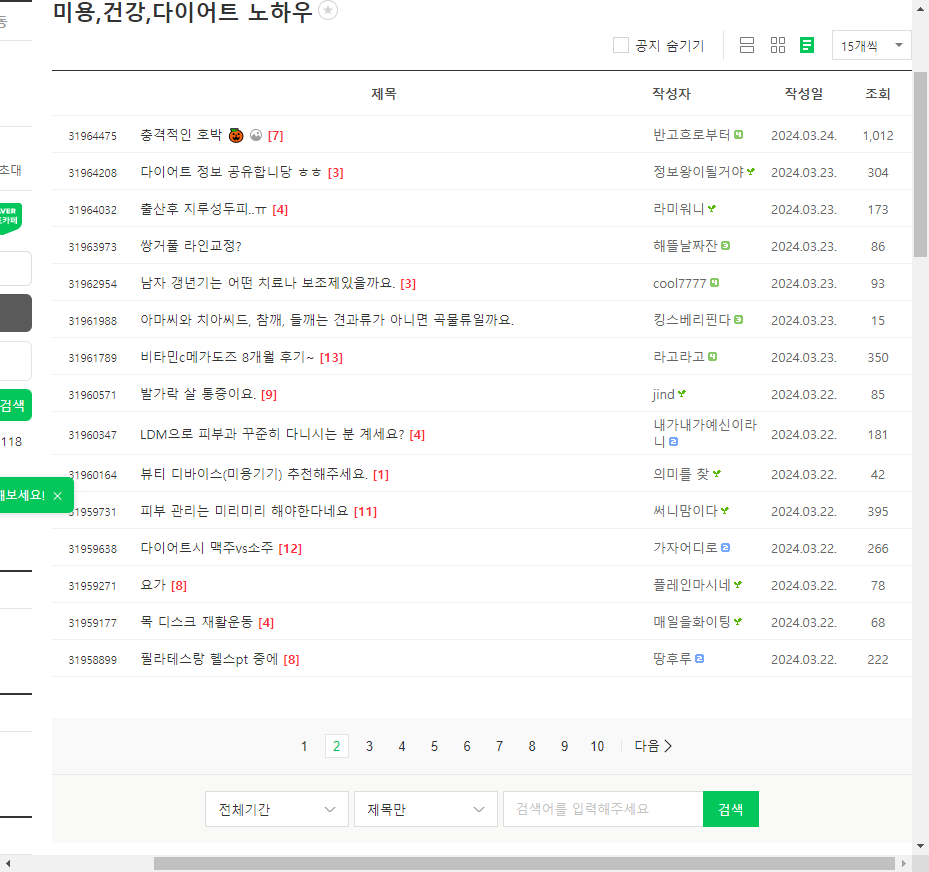 미용,건강,다이어트 노하우
동
공지 숨기기 15개씩
제목 작성자 작성일 조회
31964475 충격적인 호박 [7] 반고흐로부터 2024.03.24. 1,012
초대
31964208 다이어트 정보 공유합니당 ㅎㅎ [3] 정보왕이될거야 2024.03.23. 304
31964032 출산후 지루성두피..ㅠ [4] 라미워니 2024.03.23. 173
31963973 쌍거풀 라인교정? 해뜰날짜잔 2024.03.23. 86
31962954 남자 갱년기는 어떤 치료나 보조제있을까요. [3] cool7777 2024.03.23. 93
31961988 아마씨와 치아씨드, 참깨, 들깨는 견과류가 아니면 곡물류일까요. 킹스베리핀다 2024.03.23. 15
31961789 비타민c메가도즈 8개월 후기~ [13] 라고라고 2024.03.23. 350
31960571 발가락 살 통증이요. [9] jind 2024.03.22. 85
검색
31960347 LDM으로 피부과 꾸준히 다니시는 분 계세요? [4] 내가내가예신이라
니 2024.03.22. 181
118
31960164 뷰티 디바이스(미용기기) 추천해주세요. [1] 의미를 찾 2024.03.22. 42
해보세요!
31959731 피부 관리는 미리미리 해야한다네요 [11] 써니맘이다 2024.03.22. 395
31959638 다이어트시 맥주vs소주 [12] 가자어디로 2024.03.22. 266
31959271 요가 [8] 플레인마시네 2024.03.22. 78
31959177 목 디스크 재활운동 [4] 매일을화이팅 2024.03.22. 68
31958899 필라테스랑 헬스pt 중에 [8] 땅후루 2024.03.22. 222
1 2 3 4 5 6 7 8 9 10 다음
전체기간 제목만 검색어를 입력해주세요 검색